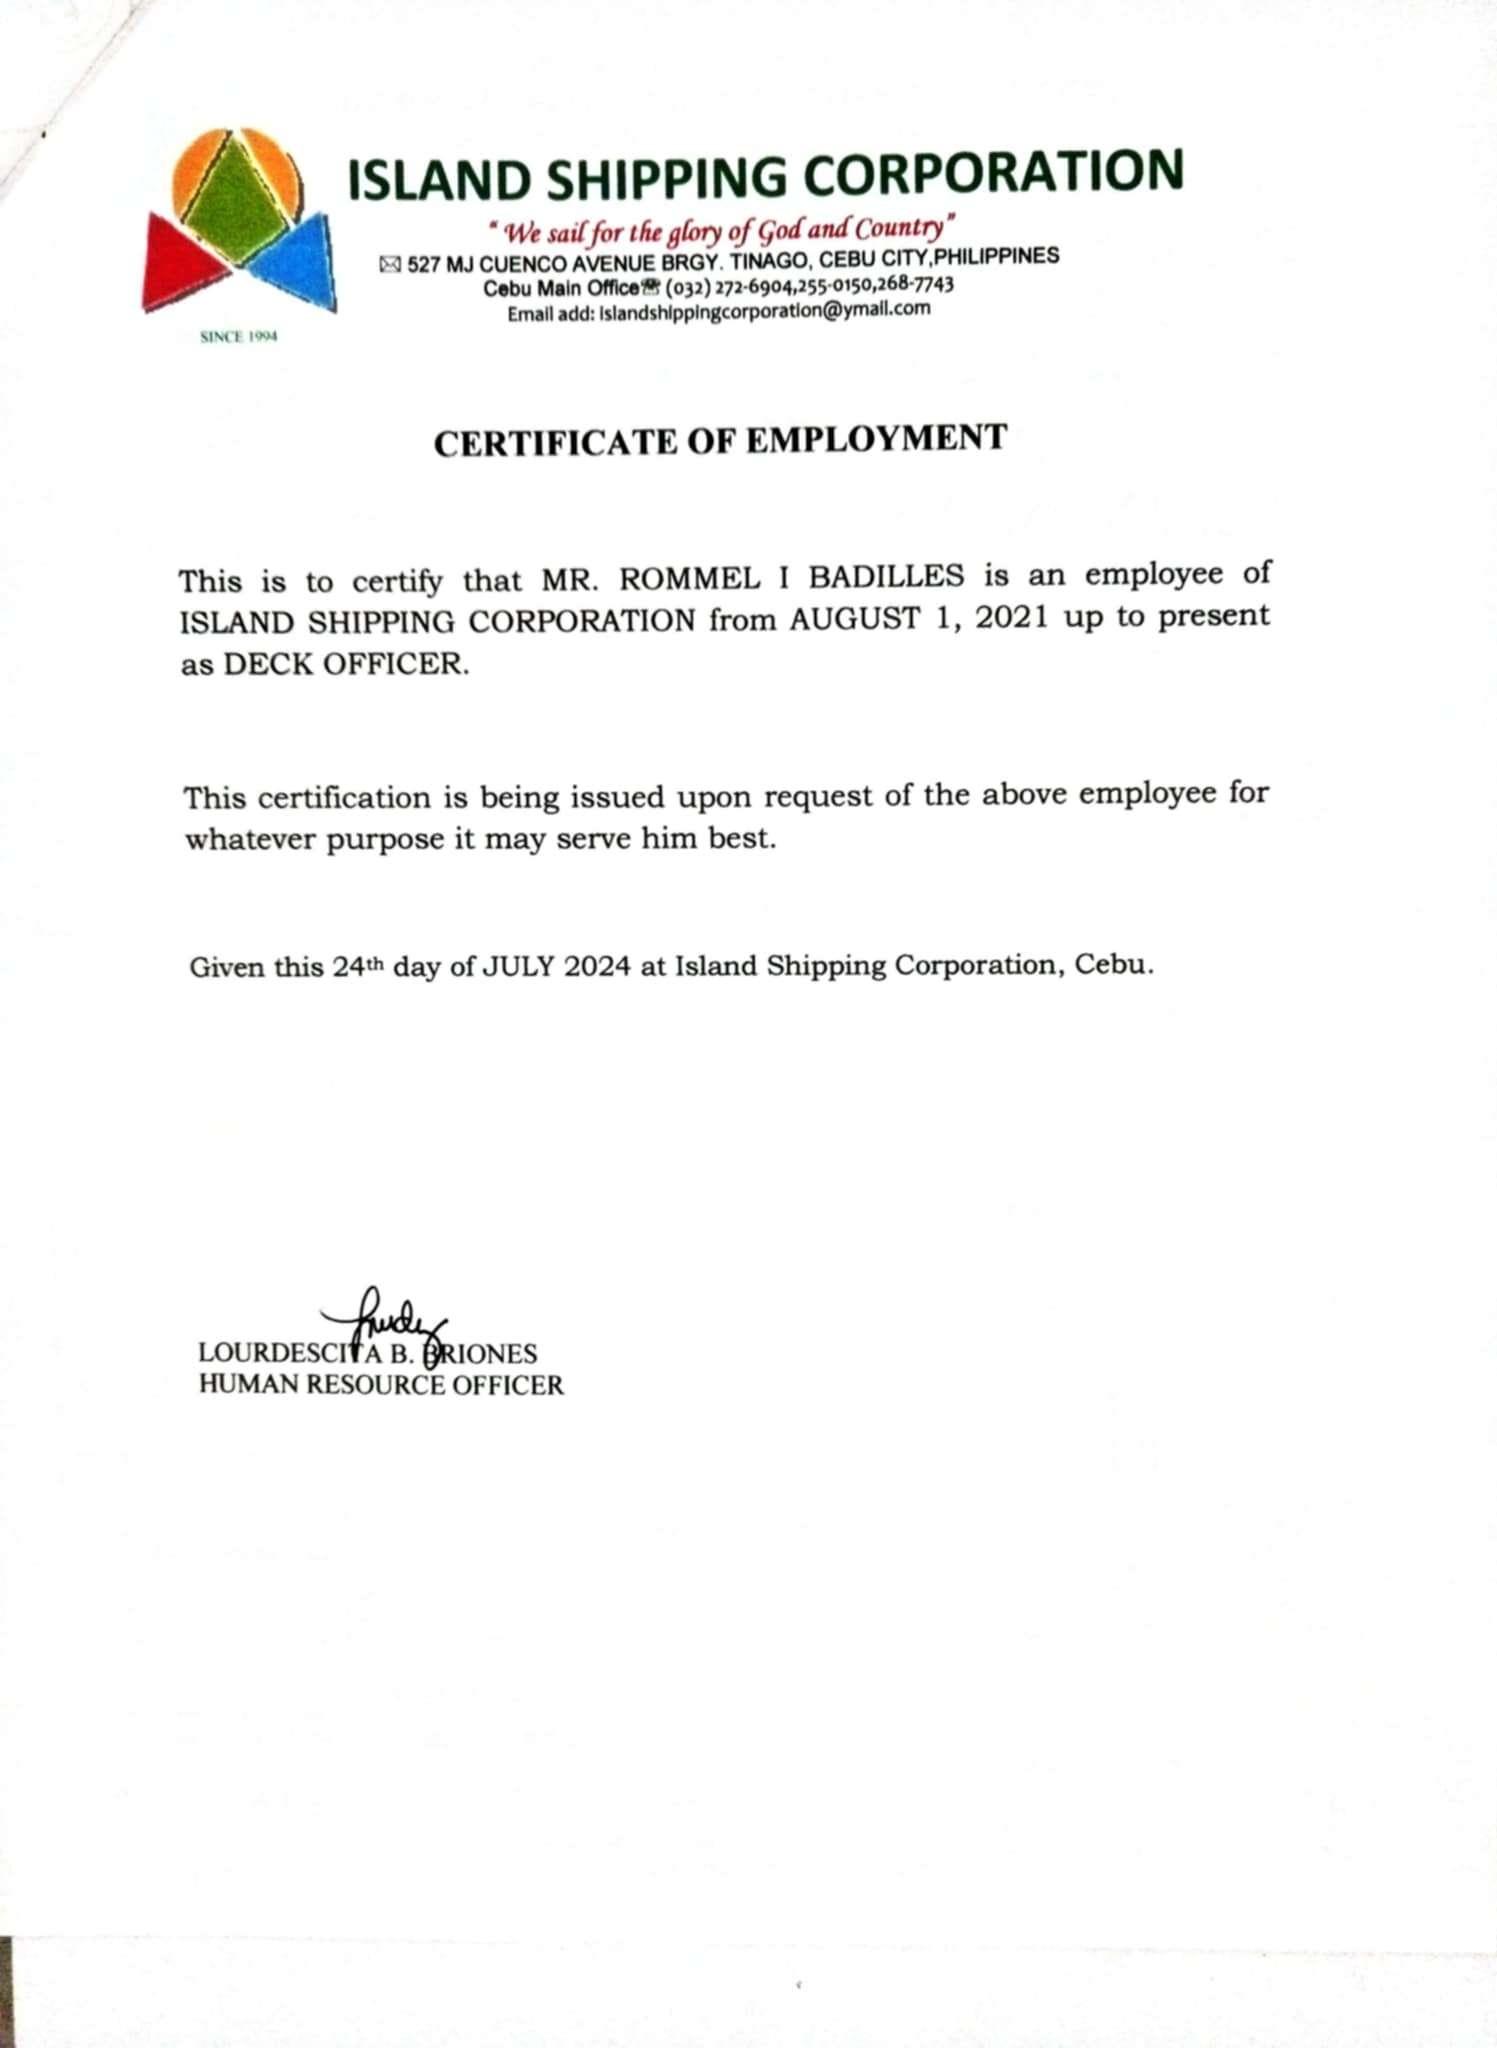 ISLAND SHIPPING CORPORATION
" We sail for the glory of God and Country"
527 MJ CUENCO AVENUE BRGY. TINAGO, CEBU CITY,PHILIPPINES
Cebu Main Office (032) 272-6904,255-0150,268-7743
Email add: islandshippingcorporation@ymail.com
SINCE 1994
CERTIFICATE OF EMPLOYMENT
This is to certify that MR. ROMMEL I BADILLES is an employee of
ISLAND SHIPPING CORPORATION from AUGUST 1, 2021 up to present
as DECK OFFICER.
This certification is being issued upon request of the above employee for
whatever purpose it may serve him best.
Given this 24th day of JULY 2024 at Island Shipping Corporation, Cebu.
LOURDESCITA B. BRIONES
HUMAN RESOURCE OFFICER